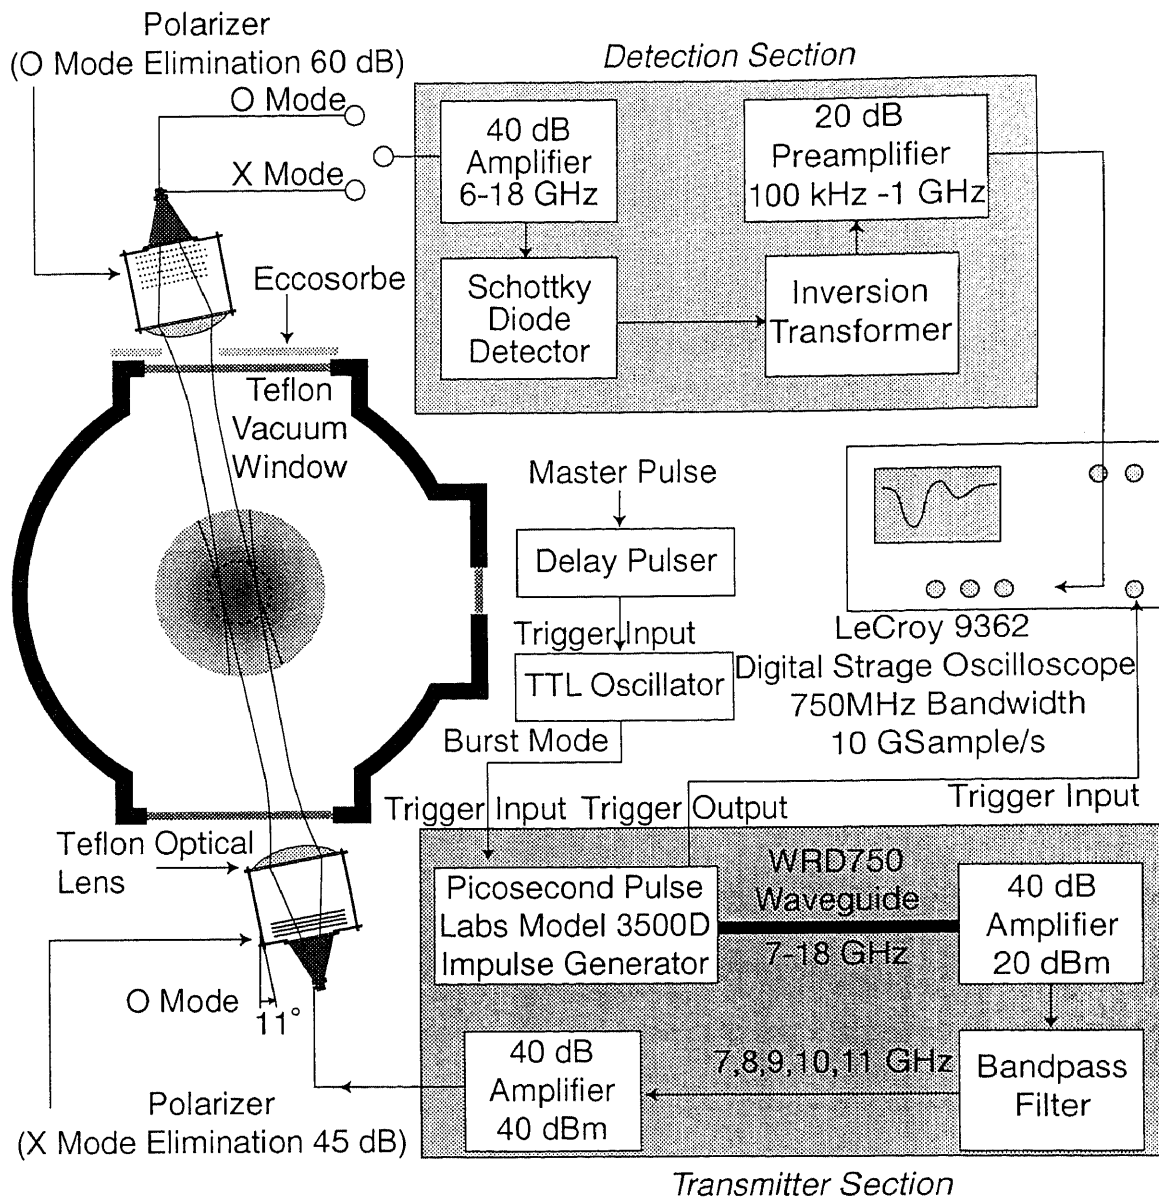 Polarizer
(O Mode Elimination 60 dB)
O Mode
X Mode
Detection Section
40 dB
Amplifier
6-18 GHz
20 dB
Preamplifier
100 kHz -1 GHz
Schottky
Diode
Detector
Inversion
Transformer
Eccosorbe
Teflon
Vacuum
Window
Master Pulse
Delay Pulser
Trigger Input
TTL Oscillator
Burst Mode
LeCroy 9362
Digital Strage Oscilloscope
750MHz Bandwidth
10 GSample/s
Trigger Input
Trigger Output
Trigger Input
Teflon Optical
Lens
Picosecond Pulse
Labs Model 3500D
Impulse Generator
WRD750
Waveguide
7-18 GHz
40 dB
Amplifier
20 dBm
O Mode
11°
40 dB
Amplifier
40 dBm
7,8,9,10,11 GHz
Bandpass
Filter
Polarizer
(X Mode Elimination 45 dB)
Transmitter Section